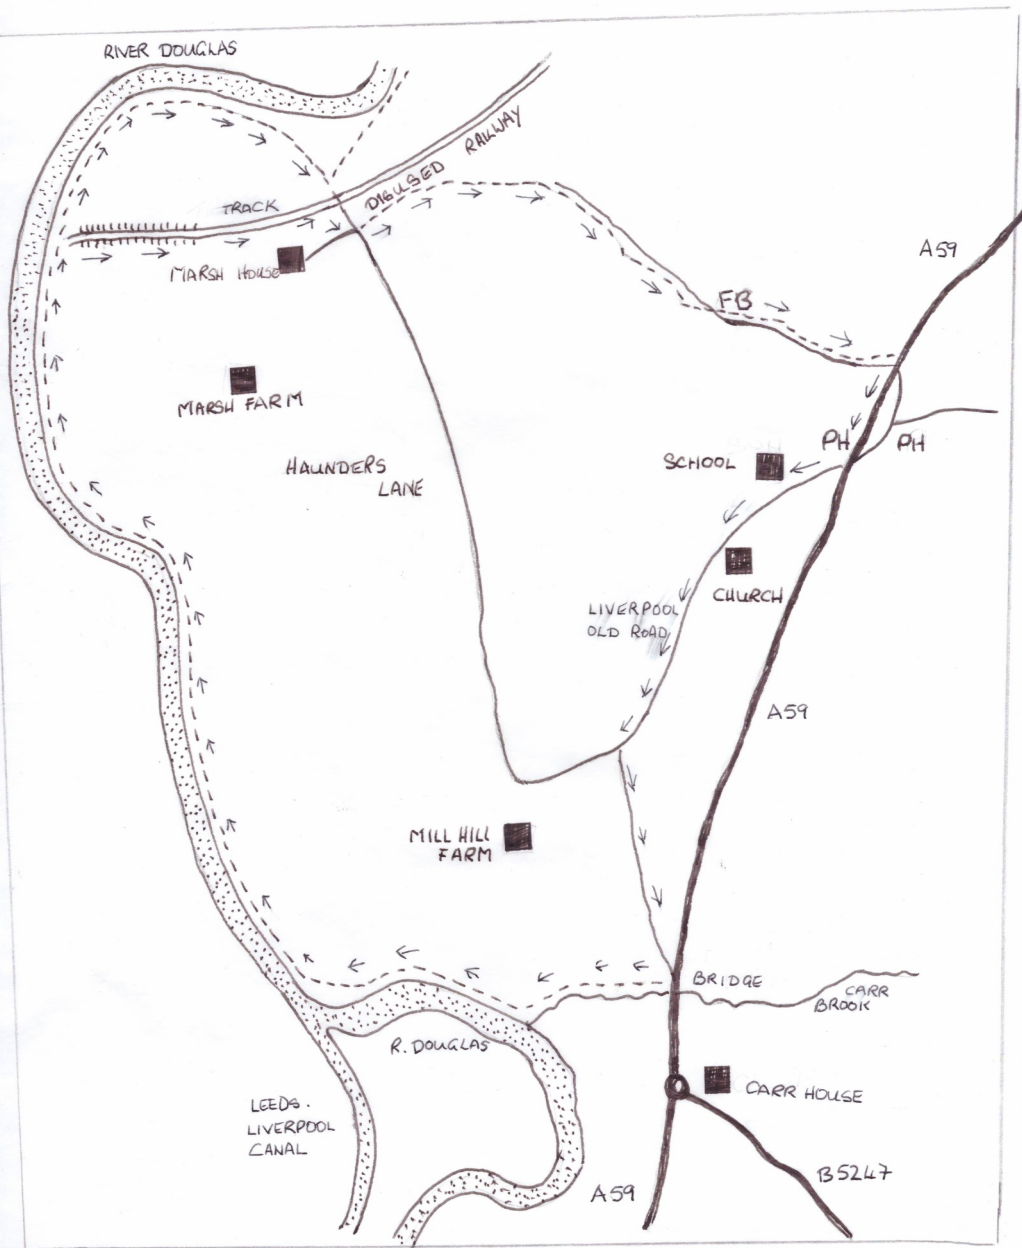 RIVER DOUGLAS
DISUSED RAILWAY
TRACK
A59
MARSH HOUSE
FB
MARSH FARM
PH
PH
SCHOOL
HAUNDERS
LANE
CHURCH
LIVERPOOL
OLD ROAD
A59
MILL HILL
FARM
BRIDGE
CARR
BROOK
R. DOUGLAS
CARR HOUSE
LEEDS.
LIVERPOOL
CANAL
B5247
A59